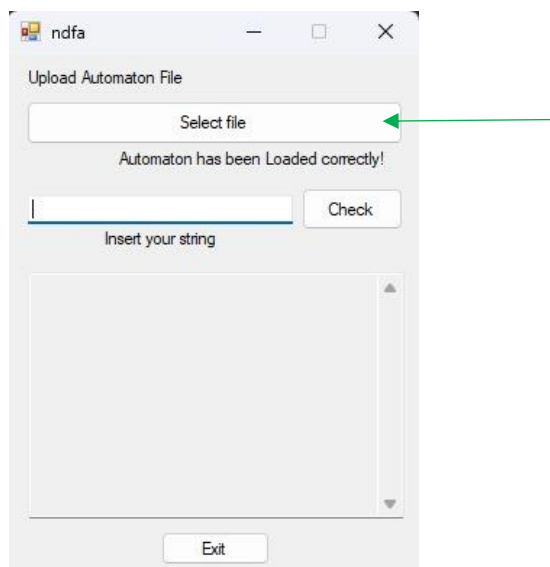 ndfa
Upload Automaton File
Select file
Automaton has been Loaded correctly!
Check
Insert your string
Exit